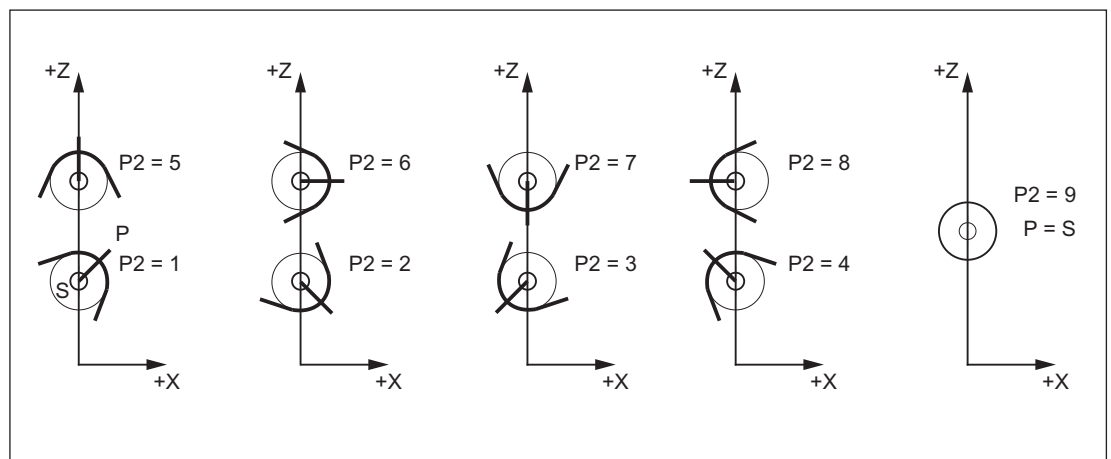 +Z
+Z
+Z
+Z
+Z
P2 = 5
P2 = 6
P2 = 7
P2 = 8
P2 = 9
P = S
P
P2 = 1
P2 = 2
P2 = 3
P2 = 4
S
+X
+X
+X
+X
+X